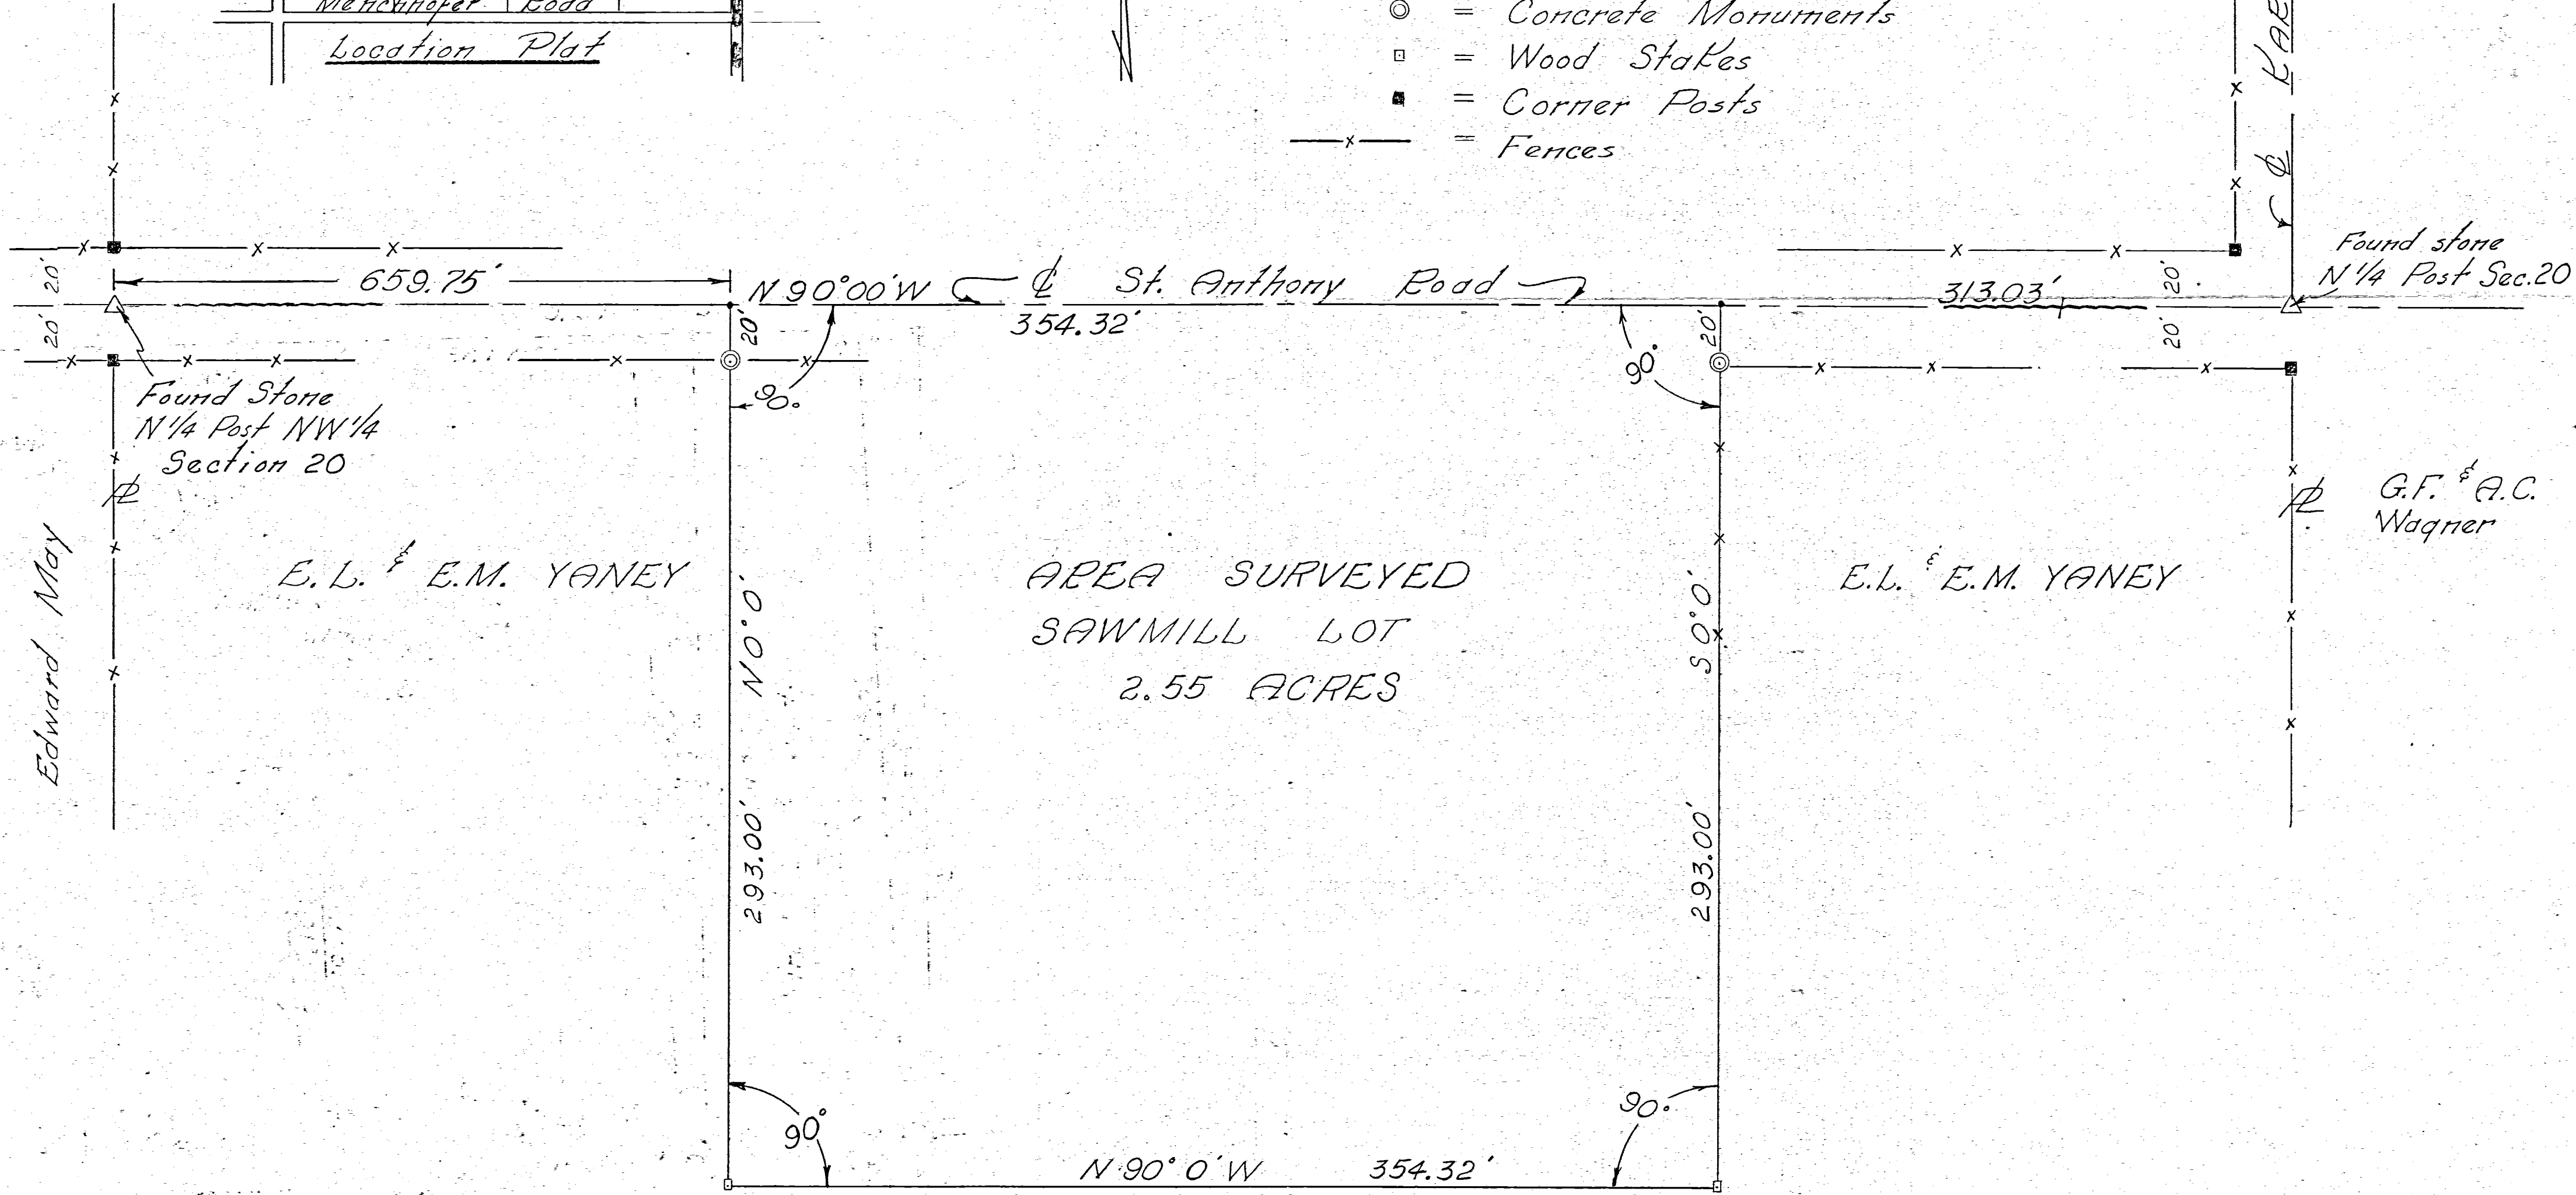 Location Plat
= Concrete Monuments
= Wood Stakes
= Corner Posts
x = Fences
℄
Found stone
N 1/4 Post Sec.20
20'
20'
659.75'
N 90°00'W
℄ St. Anthony Road
354.32'
313.03'
20'
20'
20'
20'
90°
90°
Found Stone
N 1/4 Post NW 1/4
Section 20
PL
PL
G.F. & A.C.
Wagner
Edward May
E.L. & E.M. YANEY
AREA SURVEYED
SAWMILL LOT
2.55 ACRES
E.L. & E.M. YANEY
N 0° 0'
293.00'
S 0° 0'
293.00'
90°
90°
N 90° 0' W 354.32'